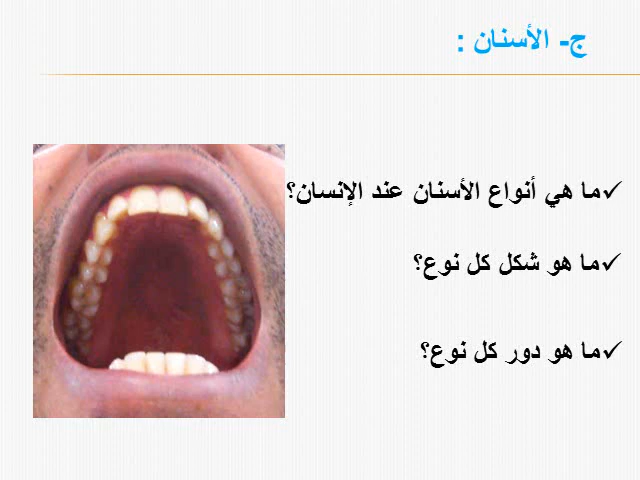 ج- الأسنان :
✓ما هي أنواع الأسنان عند الإنسان؟
✓ما هو شكل كل نوع؟
✓ما هو دور كل نوع؟